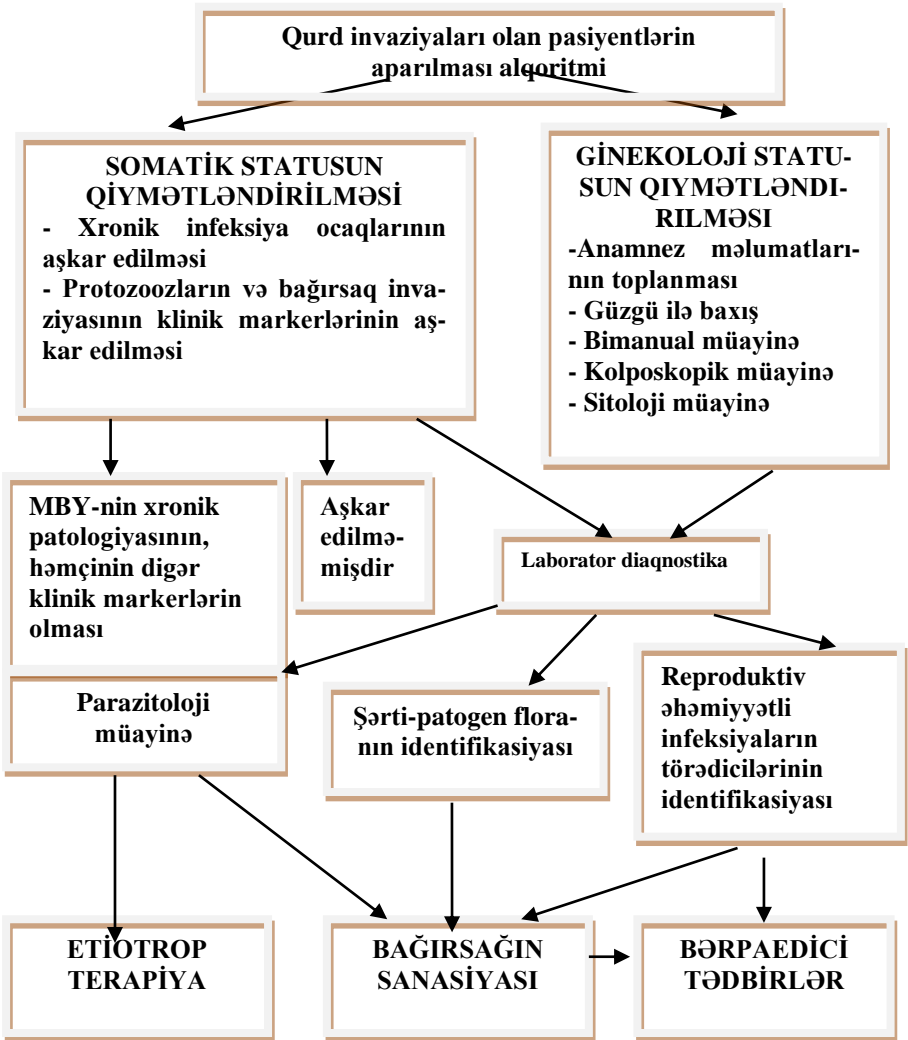 Qurd invaziyaları olan pasiyentlərin
aparılması alqoritmi
SOMATİK STATUSUN
QİYMƏTLƏNDİRİLMƏSİ
- Xronik infeksiya ocaqlarının
aşkar edilməsi
- Protozoozların və bağırsaq inva-
ziyasının klinik markerlərinin aş-
kar edilməsi
GİNEKOLOJİ STATU-
SUN QIYMƏTLƏNDI-
RILMƏSI
-Anamnez məlumatları-
nın toplanması
- Güzgü ilə baxış
- Bimanual müayinə
- Kolposkopik müayinə
- Sitoloji müayinə
MBY-nin xronik
patologiyasının,
həmçinin digər
klinik markerlərin
olması
Aşkar
edilmə-
mişdir
Laborator diaqnostika
Parazitoloji
müayinə
Şərti-patogen flora-
nın identifikasiyası
Reproduktiv
əhəmiyyətli
infeksiyaların
törədicilərinin
identifikasiyası
ETİOTROP
TERAPİYA
BAĞIRSAĞIN
SANASİYASI
BƏRPAEDİCİ
TƏDBİRLƏR